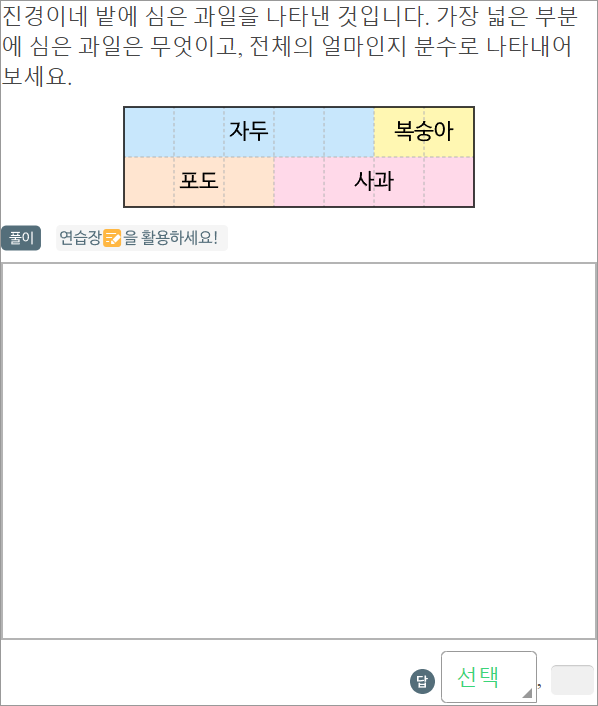 진경이네 밭에 심은 과일을 나타낸 것입니다. 가장 넓은 부분
에 심은 과일은 무엇이고, 전체의 얼마인지 분수로 나타내어
보세요.
자두 복숭아
포도 사과
풀이 연습장을 활용하세요!
답 선택 ,